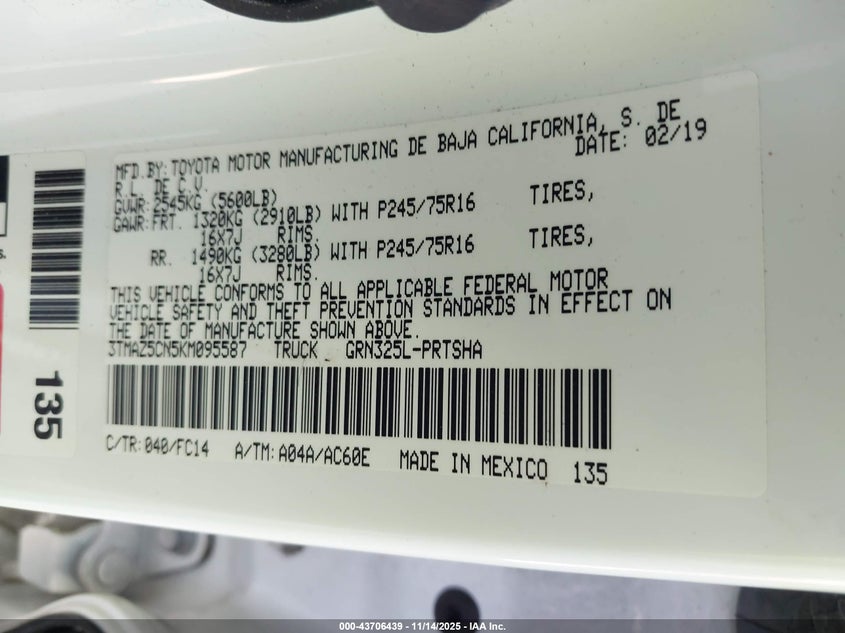 MFD.BY:TOYOTA MOTOR MANUFACTURING DE BAJA CALIFORNIA, S. DE
R.L. DE C.V. DATE: 02/19
GVWR:2545KG (5600LB)
GAWR:FRT. 1320KG (2910LB) WITH P245/75R16 TIRES,
16X7J RIMS.
RR. 1490KG (3280LB) WITH P245/75R16 TIRES,
16X7J RIMS.
THIS VEHICLE CONFORMS TO ALL APPLICABLE FEDERAL MOTOR
VEHICLE SAFETY AND THEFT PREVENTION STANDARDS IN EFFECT ON
THE DATE OF MANUFACTURE SHOWN ABOVE.
3TMAZ5CN5KM095587 TRUCK GRN325L-PRTSHA
C/TR:040/FC14 A/TM:A04A/AC60E MADE IN MEXICO 135
135
000-43706439 - 11/14/2025 - IAA Inc.